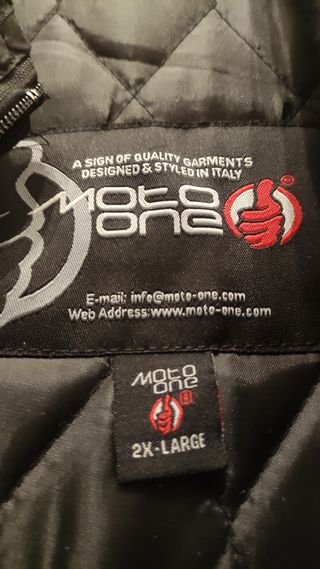 A SIGN OF QUALITY GARMENTS
DESIGNED & STYLED IN ITALY
moto
one
E-mail: info@moto-one.com
Web Address:www.moto-one.com
moto
one
2X-LARGE